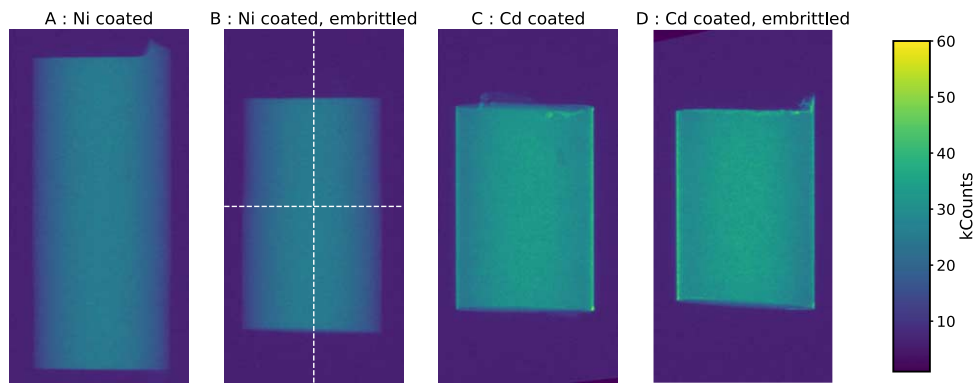 A : Ni coated
B : Ni coated, embrittled
C : Cd coated
D : Cd coated, embrittled
60
50
40
30
20
10
kCounts